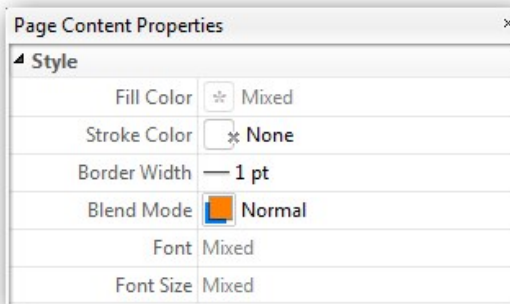 Page Content Properties
Style
Fill Color Mixed
Stroke Color None
Border Width 1 pt
Blend Mode Normal
Font Mixed
Font Size Mixed